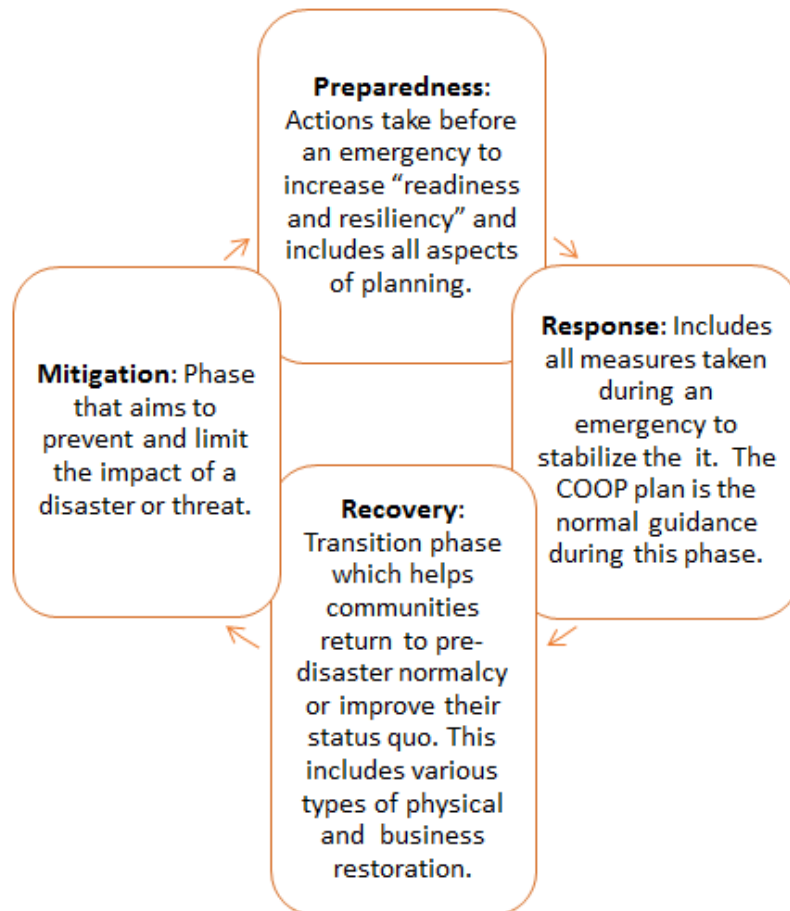 Preparedness:
Actions take before
an emergency to
increase “readiness
and resiliency” and
includes all aspects
of planning.
Response: Includes
all measures taken
during an
emergency to
stabilize the it. The
COOP plan is the
normal guidance
during this phase.
Recovery:
Transition phase
which helps
communities
return to pre-
disaster normalcy
or improve their
status quo. This
includes various
types of physical
and business
restoration.
Mitigation: Phase
that aims to
prevent and limit
the impact of a
disaster or threat.